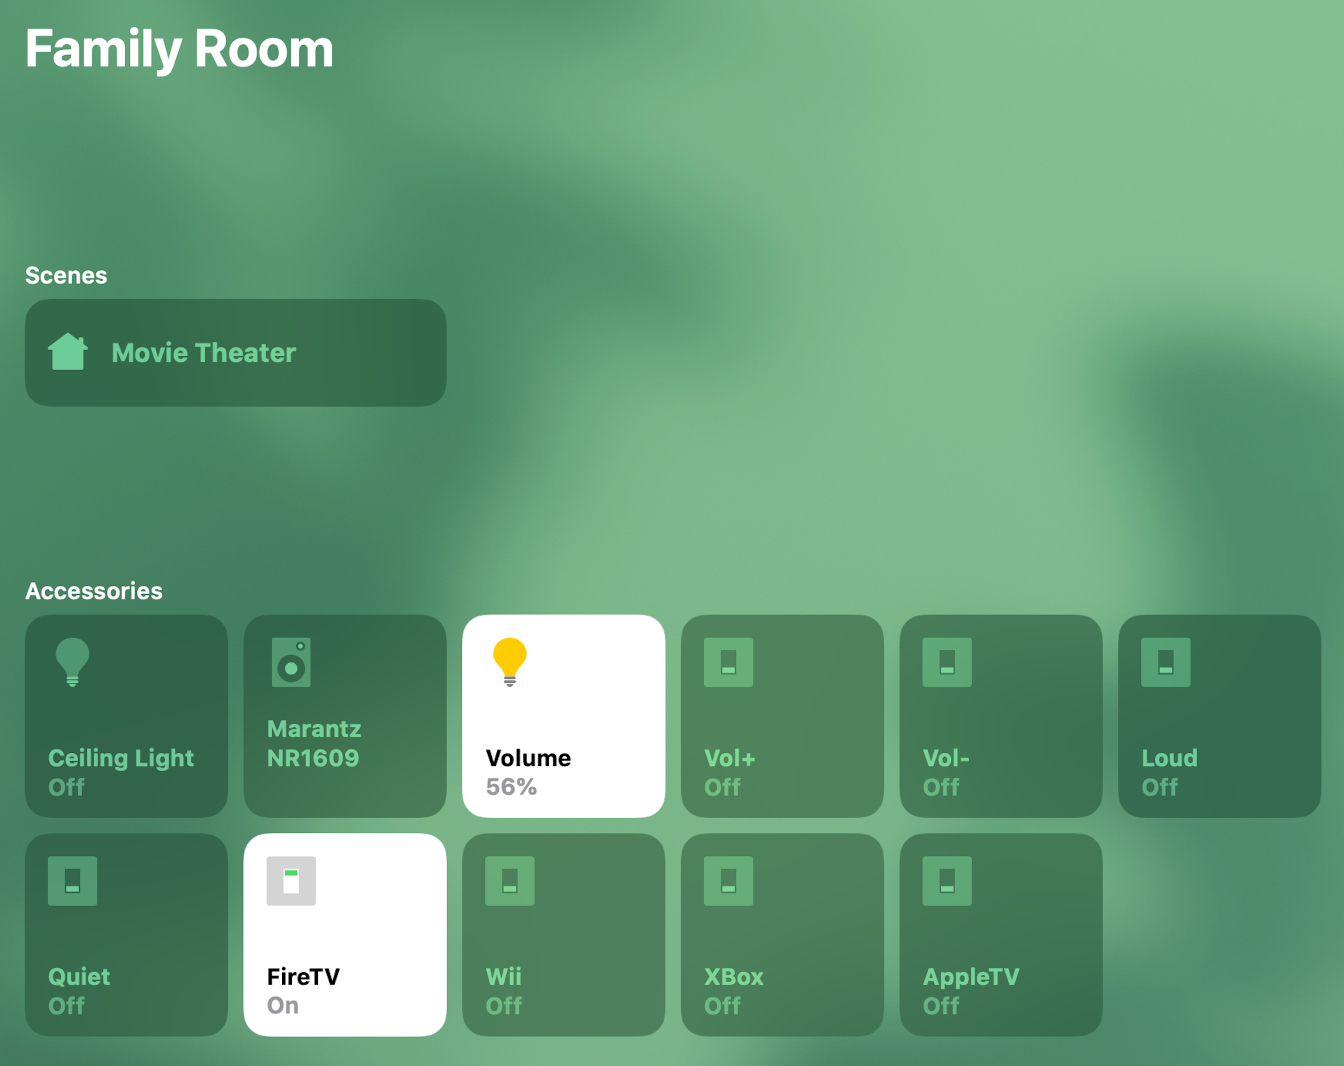 Family Room
Scenes
Movie Theater
Accessories
Ceiling Light
Off
Marantz
NR1609
Volume
56%
Vol+
Off
Vol-
Off
Loud
Off
Quiet
Off
FireTV
On
Wii
Off
XBox
Off
AppleTV
Off